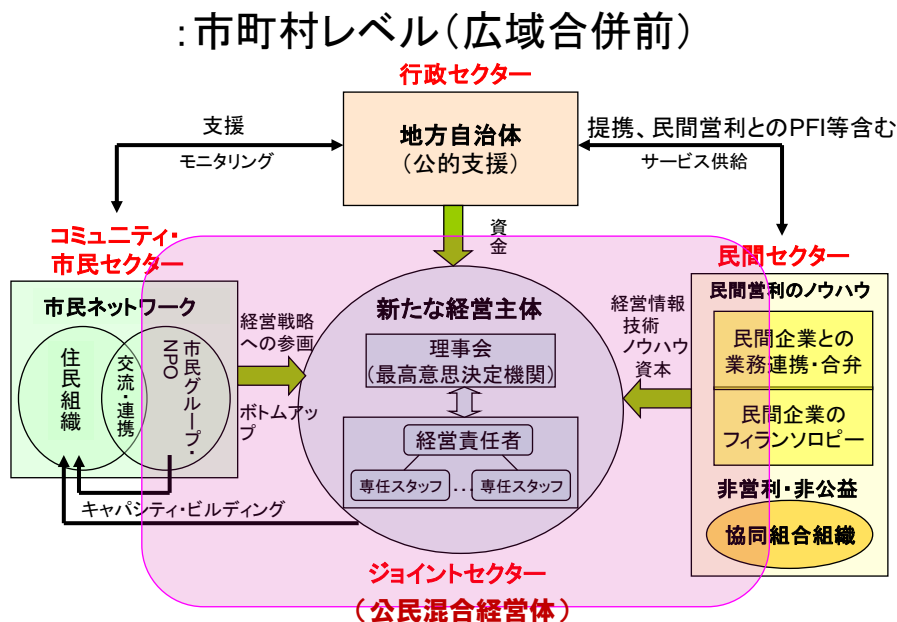 :市町村レベル(広域合併前)
行政セクター
地方自治体
(公的支援)
支援
モニタリング
提携、民間営利とのPFI等含む
サービス供給
資金
コミュニティ・
市民セクター
市民ネットワーク
住民組織
交流・連携
市民グループ・
NPO
経営戦略
への参画
ボトムアッ
プ
キャパシティ・ビルディング
新たな経営主体
理事会
(最高意思決定機関)
経営責任者
専任スタッフ
...
専任スタッフ
経営情報
技術
ノウハウ
資本
民間セクター
民間営利のノウハウ
民間企業との
業務連携・合弁
民間企業の
フィランソロピー
非営利・非公益
協同組合組織
ジョイントセクター
(公民混合経営体)